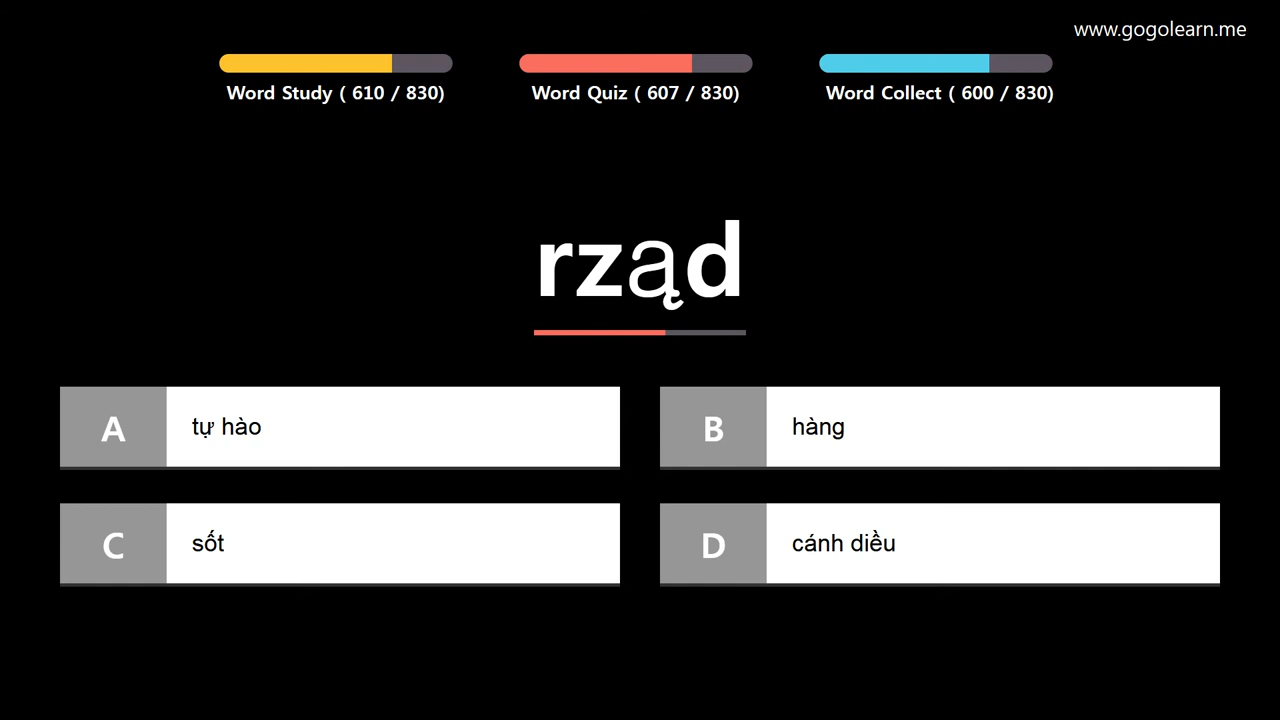 www.gogolearn.me
Word Study ( 610 / 830)
Word Quiz ( 607 / 830)
Word Collect ( 600 / 830)
rząd
A tự hào
B hàng
C sốt
D cánh diều